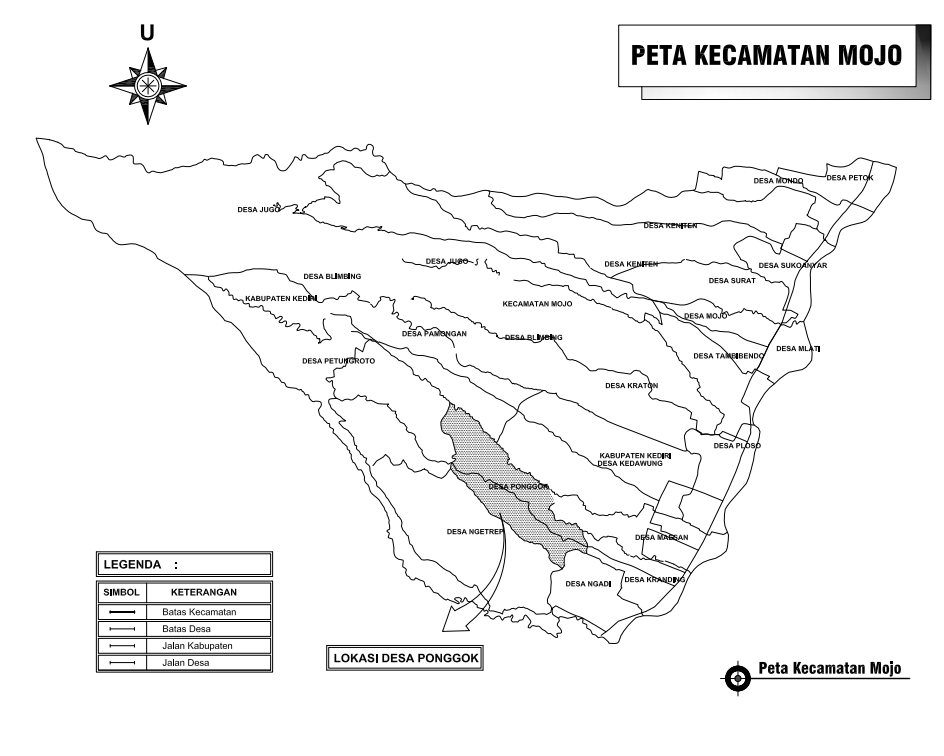 U
PETA KECAMATAN MOJO
DESA MONDO
DESA PETOK
DESA JUGO
DESA KENITEN
DESA JUGO
DESA KENITEN
DESA SUKOANYAR
DESA BLIMBING
DESA SURAT
KABUPATEN KEDIRI
KECAMATAN MOJO
DESA MOJO
DESA PAMONGAN
DESA BLIMBING
DESA MLATI
DESA PETUNGROTO
DESA TAMBIBENDO
DESA KRATON
DESA PLOSO
KABUPATEN KEDIRI
DESA KEDAWUNG
DESA PONGGOK
DESA NGETREP
DESA MAESAN
DESA NGADI
DESA KRANDING
LEGENDA :
SIMBOL KETERANGAN
Batas Kecamatan
Batas Desa
Jalan Kabupaten
Jalan Desa
LOKASI DESA PONGGOK
Peta Kecamatan Mojo